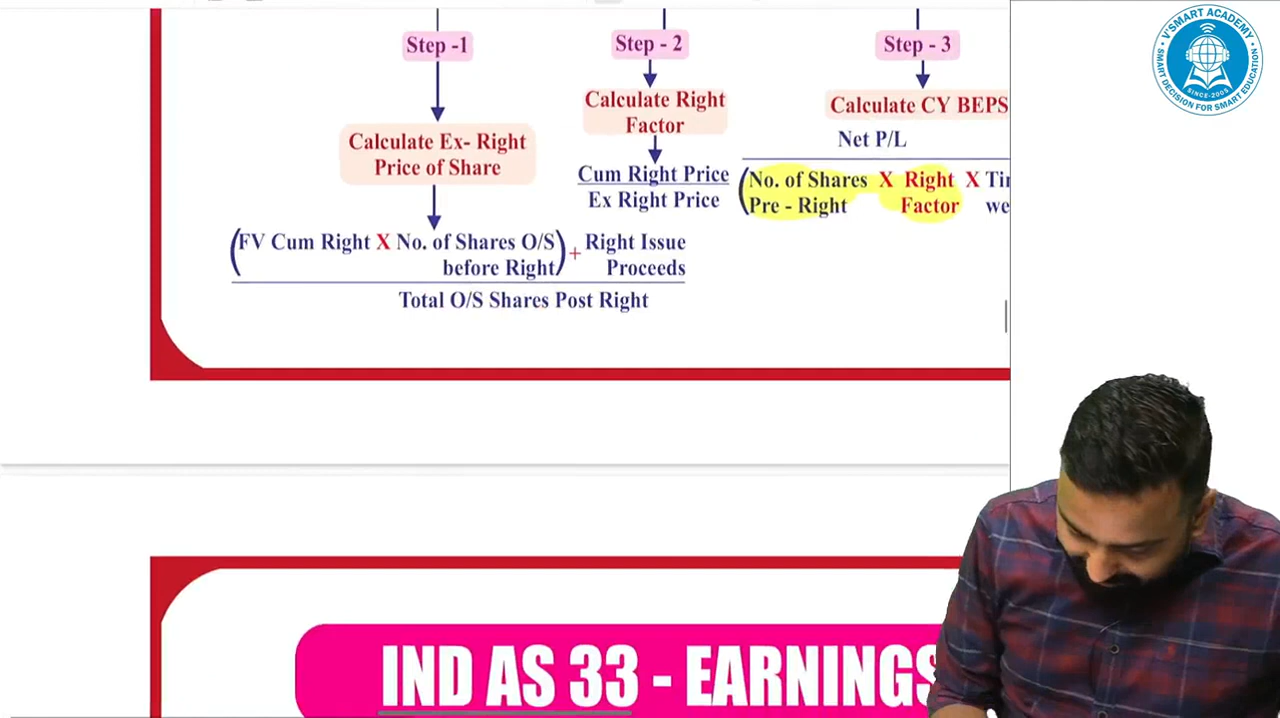 Step -1
Calculate Ex- Right
Price of Share
(FV Cum Right X No. of Shares O/S
before Right) + Right Issue
Proceeds
Total O/S Shares Post Right
Step - 2
Calculate Right
Factor
Cum Right Price
Ex Right Price
Step - 3
Calculate CY BEPS
Net P/L
(No. of Shares X Right X
Pre - Right Factor
IND AS 33 - EARNINGS
V'SMART ACADEMY
SINCE-2005
SMART DECISION FOR SMART EDUCATION